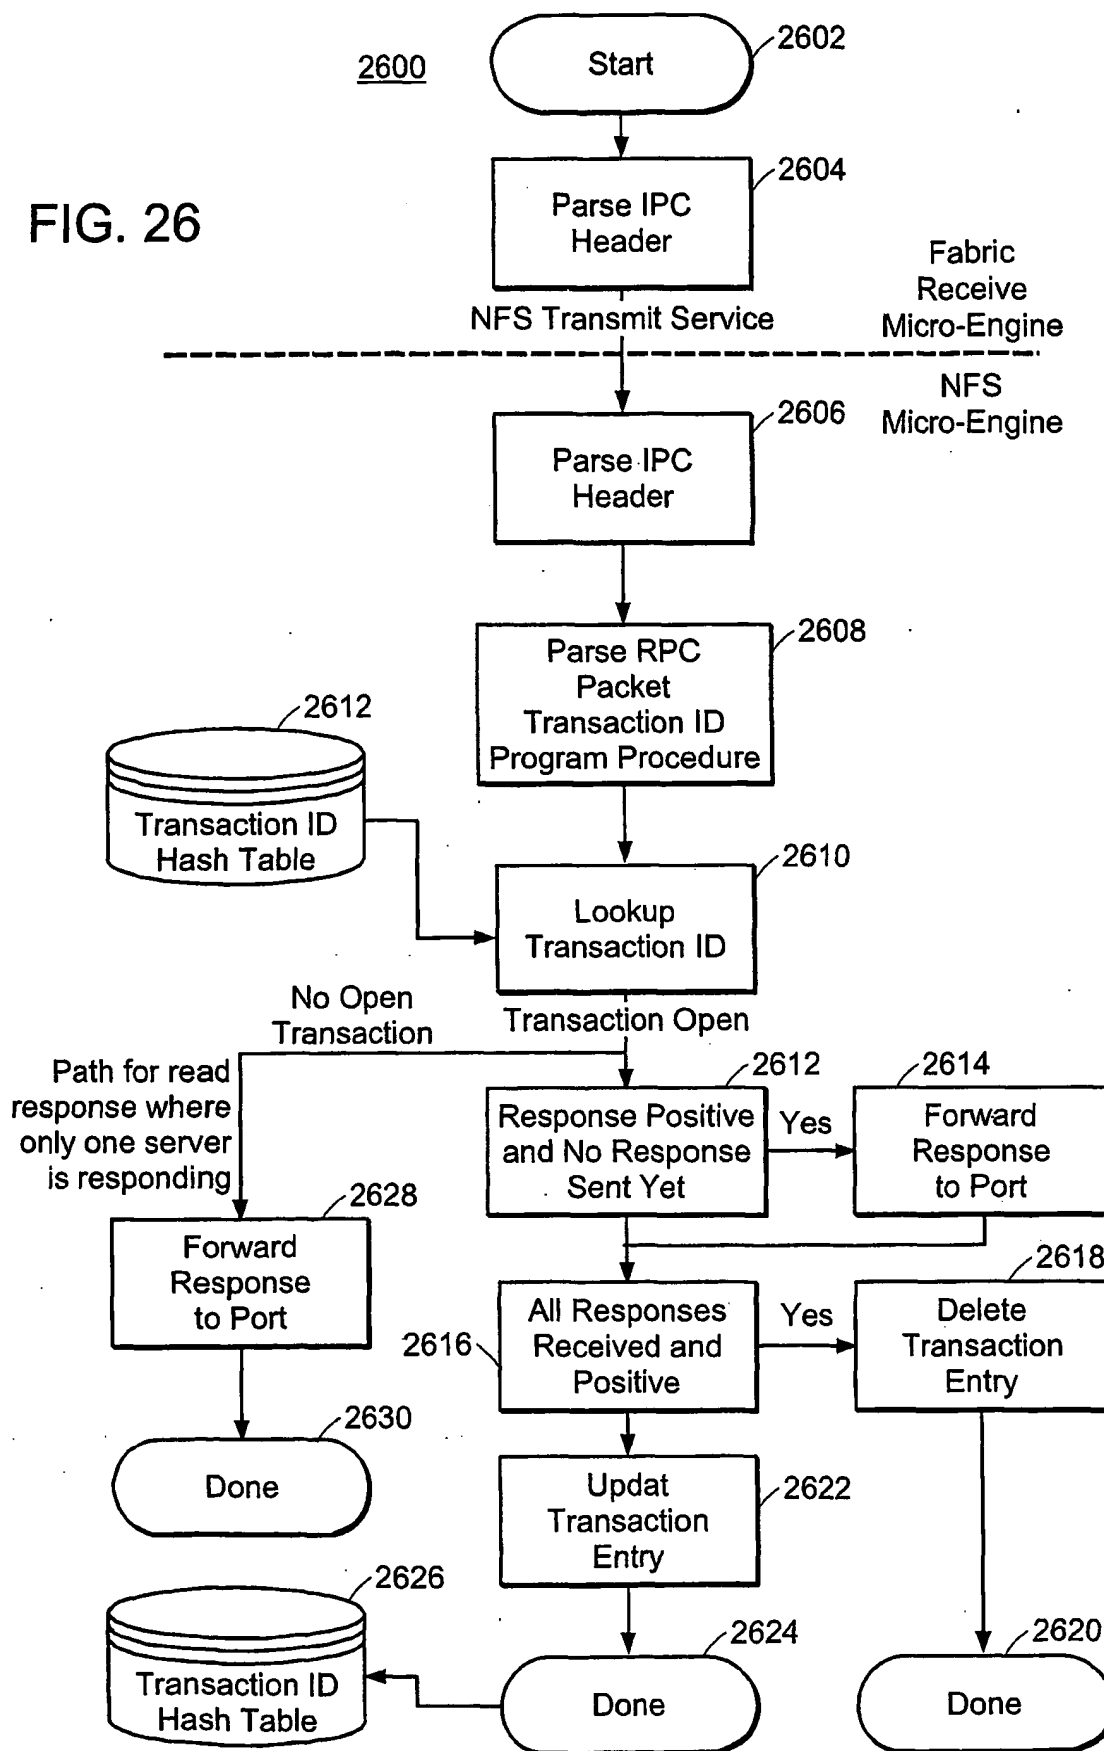 2602
Start
2600
2604
Parse IPC
Header
FIG. 26
Fabric
Receive
Micro-Engine
NFS Transmit Service
NFS
Micro-Engine
2606
Parse IPC
Header
2608
Parse RPC
Packet
Transaction ID
Program Procedure
2612
Transaction ID
Hash Table
2610
Lookup
Transaction ID
No Open
Transaction
Transaction Open
Path for read
response where
only one server
is responding
2612
Response Positive
and No Response
Sent Yet
Yes
2614
Forward
Response
to Port
2628
Forward
Response
to Port
2616
All Responses
Received and
Positive
Yes
2618
Delete
Transaction
Entry
2630
Done
Updat
Transaction
Entry
2622
2626
Transaction ID
Hash Table
2624
Done
2620
Done